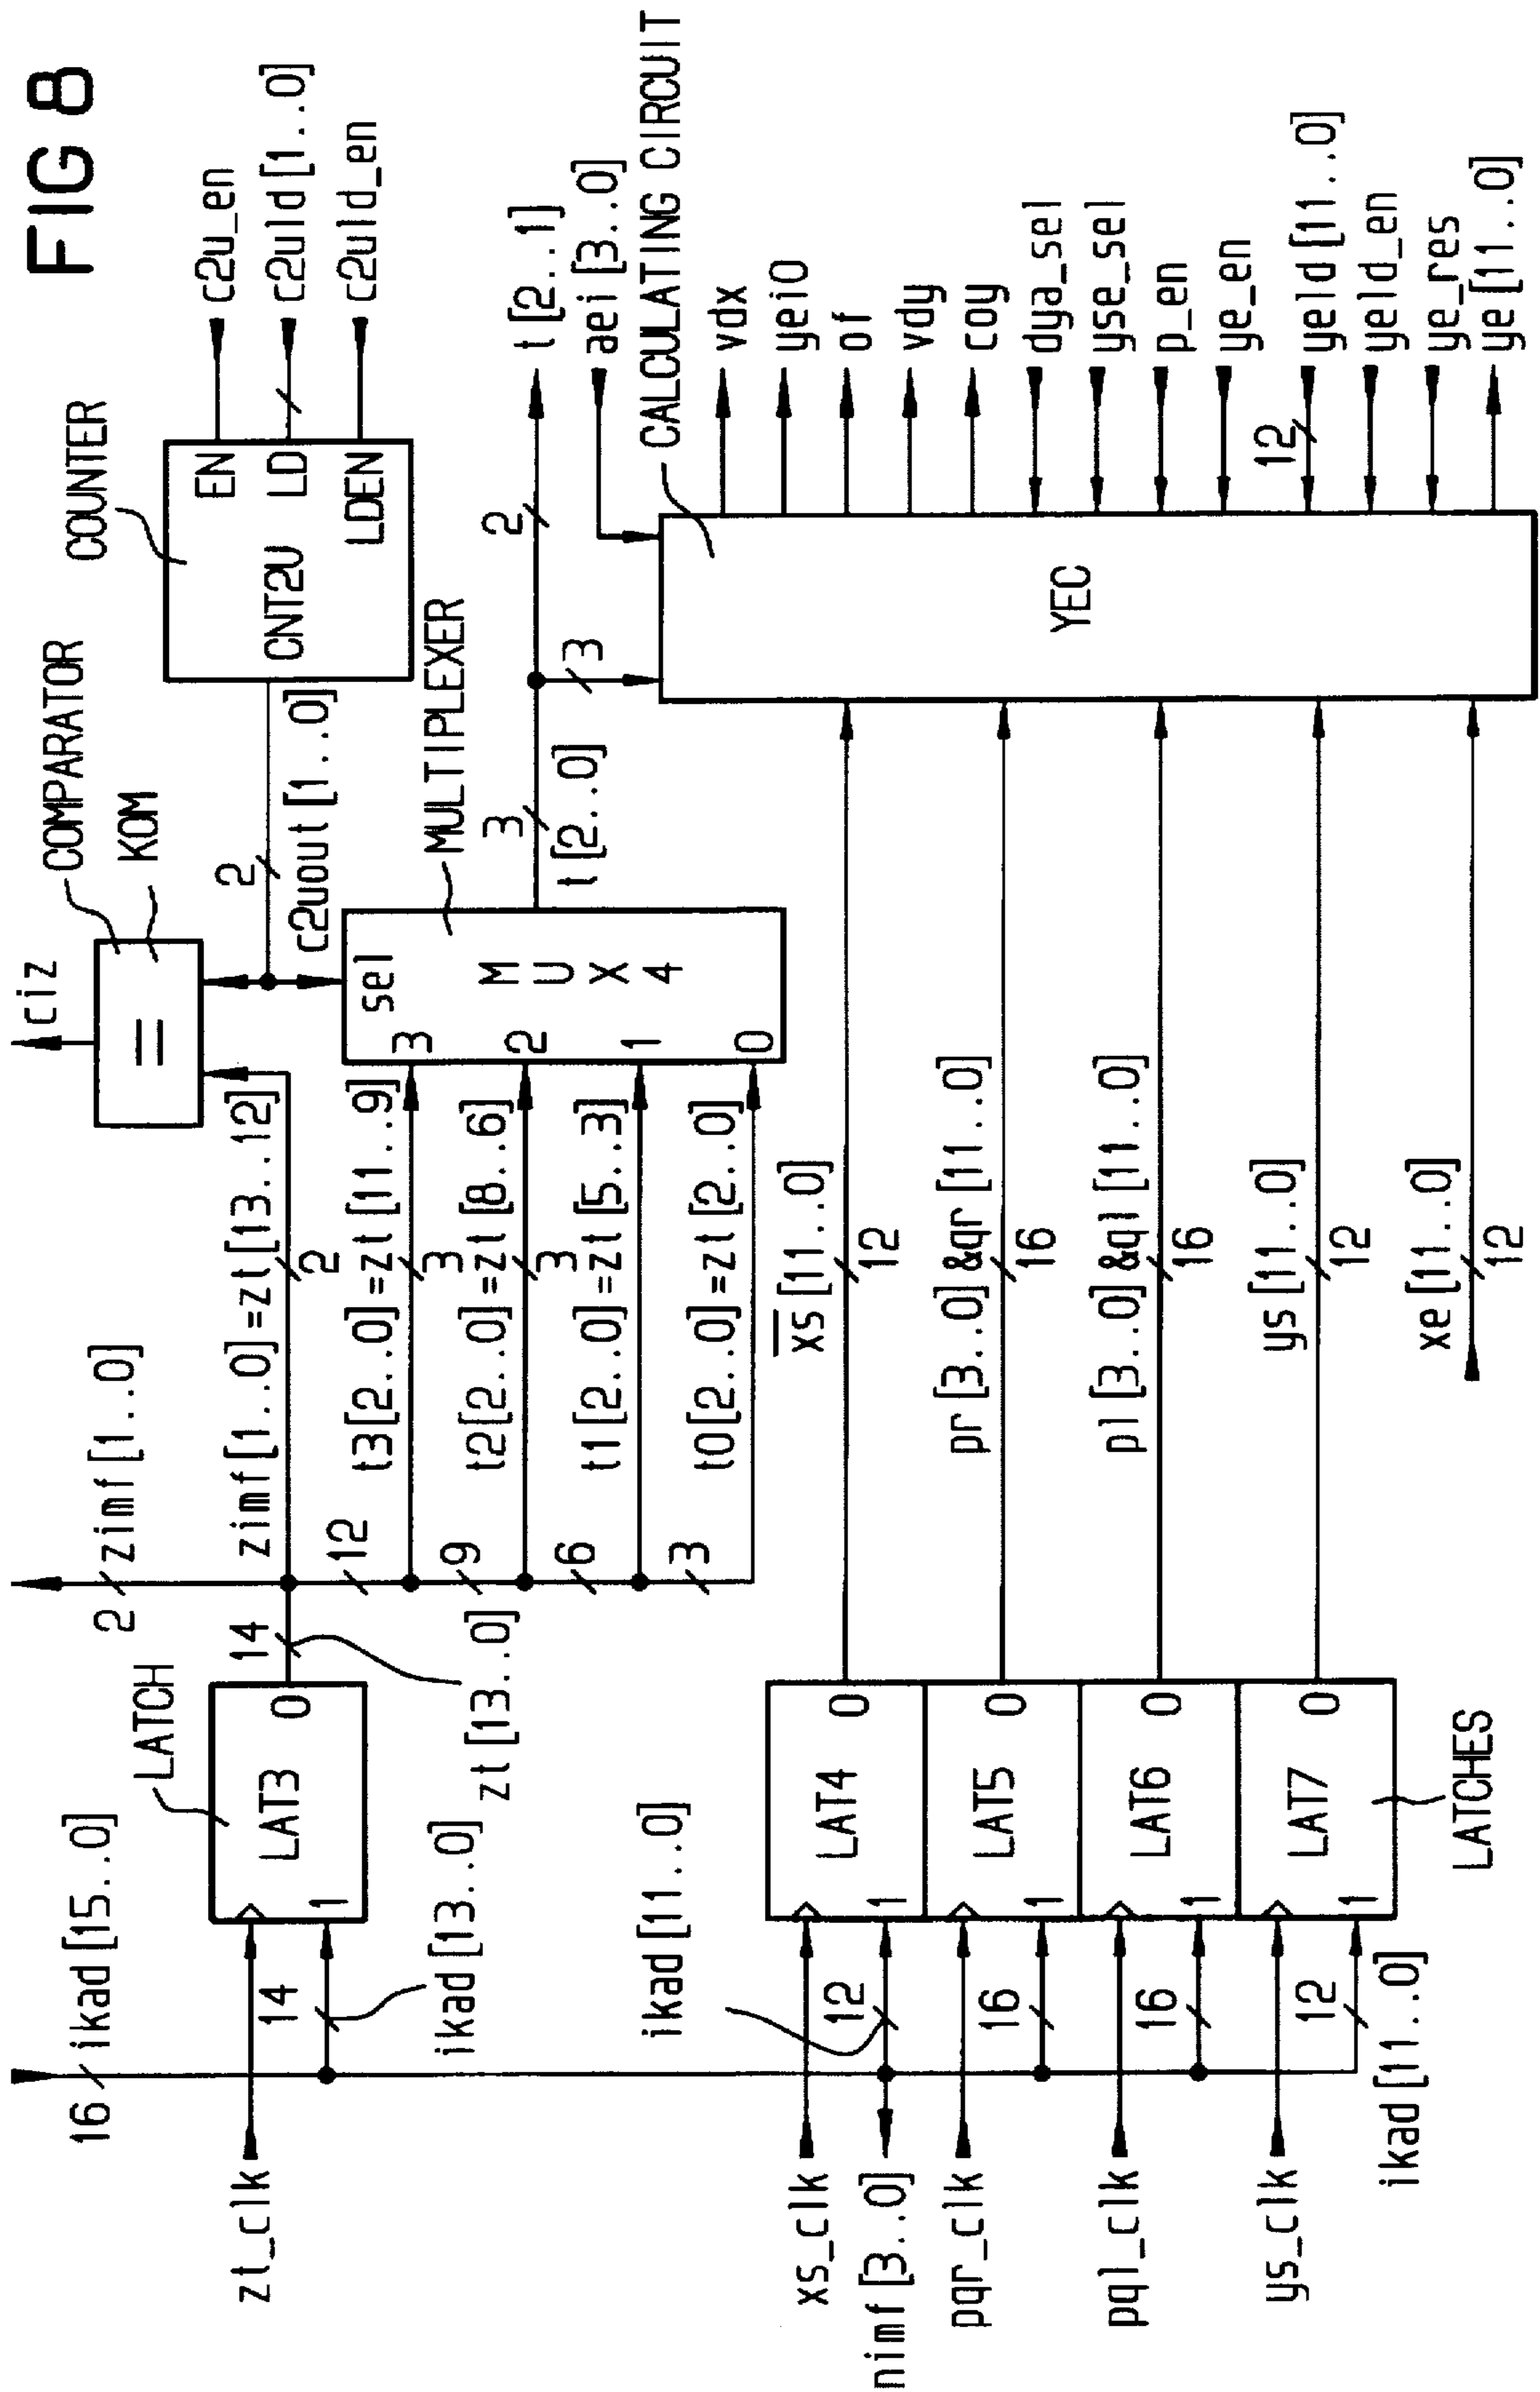 FIG 8
16
ikad [15..0]
zt_clk
14
ikad [13..0]
LATCH
LAT3
1
0
14
zt [13..0]
2
zimf [1..0]
zimf [1..0]=zt [13..12]
2
ciz
COMPARATOR
KOM
=
2
c2uout [1..0]
COUNTER
CNT2U
EN
LD
LDEN
c2u_en
c2uld [1..0]
c2uld_en
12
t3 [2..0]=zt [11..9]
3
9
t2 [2..0]=zt [8..6]
3
6
t1 [2..0]=zt [5..3]
3
t0 [2..0]=zt [2..0]
MULTIPLEXER
sel
MUX4
3
2
1
0
3
t [2..0]
2
t [2..1]
3
aei [3..0]
CALCULATING CIRCUIT
YEC
vdx
yei0
of
vdy
coy
dya_sel
yse_sel
p_en
ye_en
12
yeld [11..0]
yeld_en
ye_res
ye [11..0]
ikad [11..0]
xs_clk
12
nimf [3..0]
pqr_clk
16
pql_clk
16
ys_clk
12
ikad [11..0]
LAT4
1
0
LAT5
1
0
LAT6
1
0
LAT7
1
0
LATCHES
x̅s̅ [11..0]
12
pr [3..0] &qr [11..0]
16
pl [3..0] &ql [11..0]
16
ys [11..0]
12
xe [11..0]
12